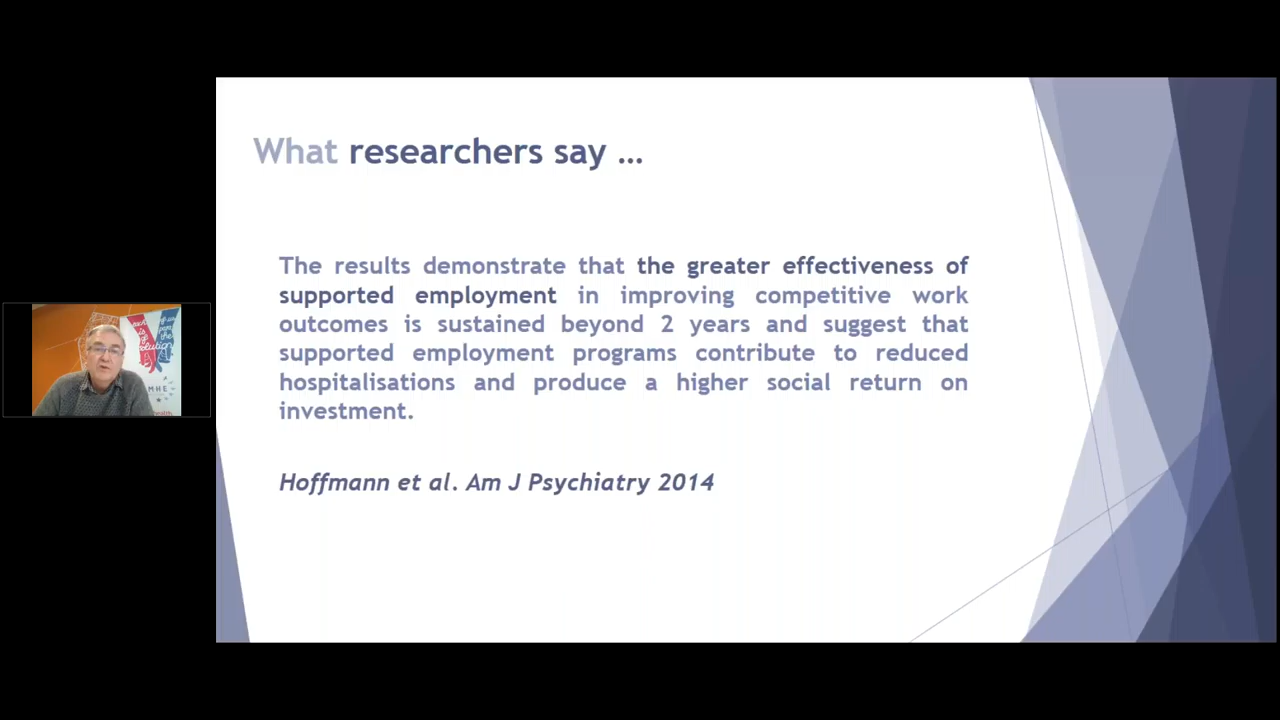 What researchers say …
The results demonstrate that the greater effectiveness of
supported employment in improving competitive work
outcomes is sustained beyond 2 years and suggest that
supported employment programs contribute to reduced
hospitalisations and produce a higher social return on
investment.
Hoffmann et al. Am J Psychiatry 2014